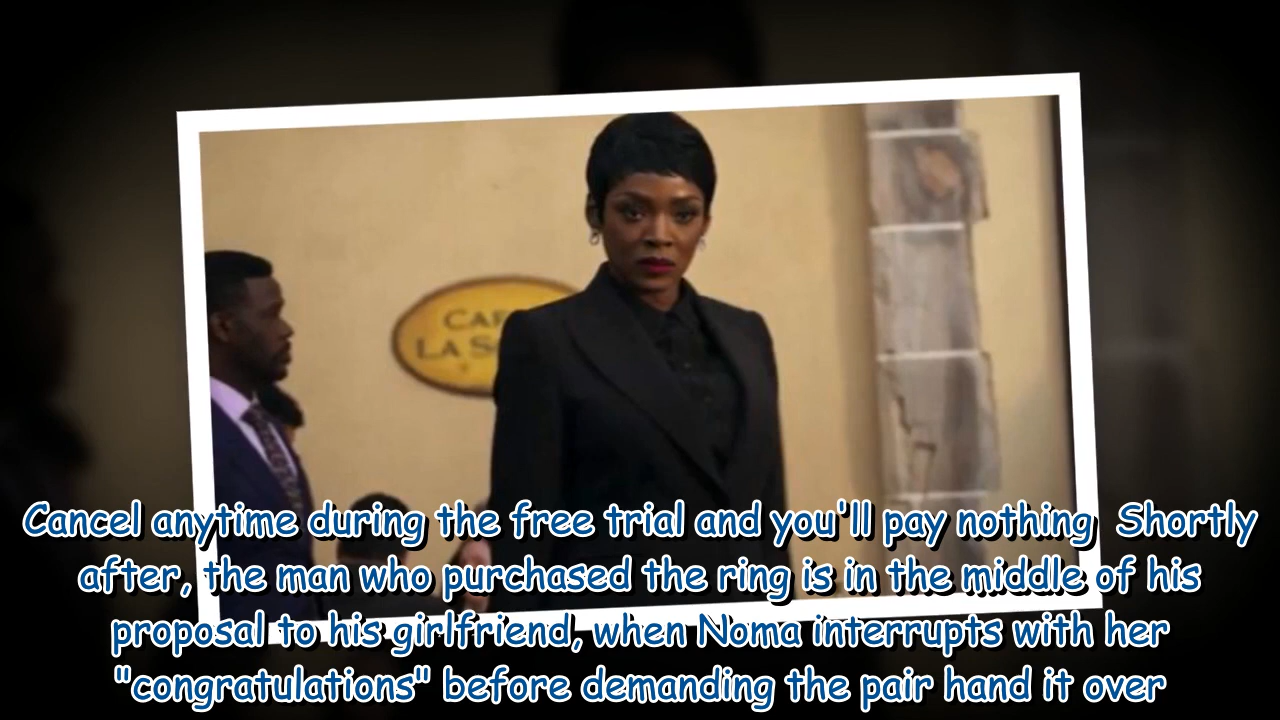 CAF
LA S
Cancel anytime during the free trial and you'll pay nothing  Shortly
after, the man who purchased the ring is in the middle of his
proposal to his girlfriend, when Noma interrupts with her
"congratulations" before demanding the pair hand it over